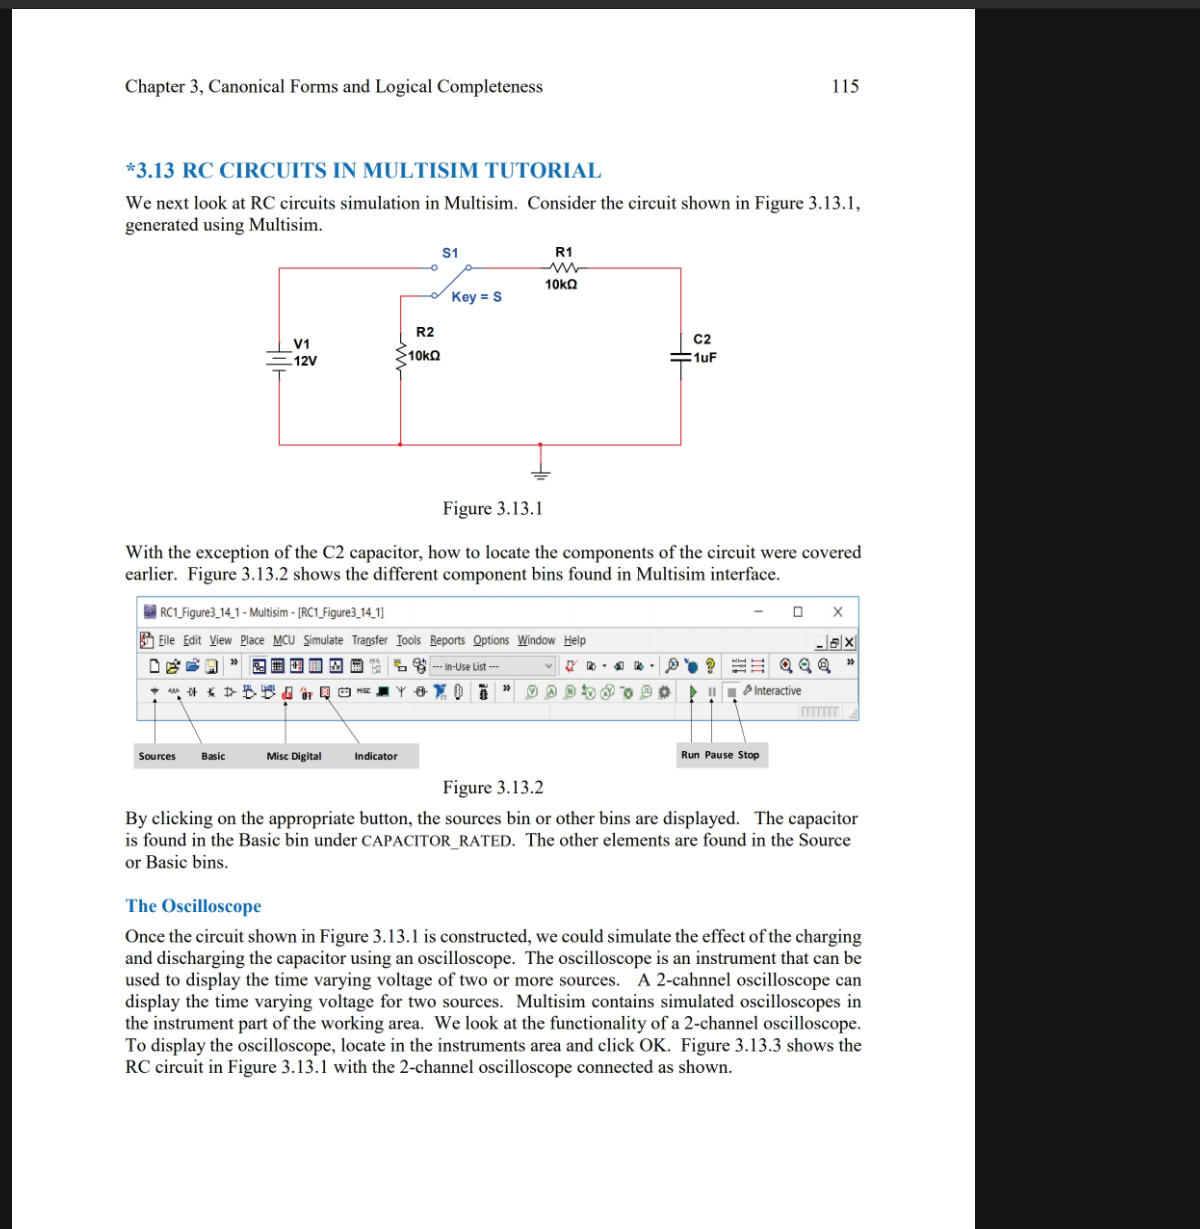 Chapter 3, Canonical Forms and Logical Completeness 115
*3.13 RC CIRCUITS IN MULTISIM TUTORIAL
We next look at RC circuits simulation in Multisim. Consider the circuit shown in Figure 3.13.1,
generated using Multisim.
S1
R1
10kΩ
Key = S
R2
10kΩ
V1
12V
C2
1uF
Figure 3.13.1
With the exception of the C2 capacitor, how to locate the components of the circuit were covered
earlier. Figure 3.13.2 shows the different component bins found in Multisim interface.
RC1_Figure3_14_1 - Multisim - [RC1_Figure3_14_1]
File Edit View Place MCU Simulate Transfer Tools Reports Options Window Help
--- In-Use List ---
Interactive
Sources Basic Misc Digital Indicator Run Pause Stop
Figure 3.13.2
By clicking on the appropriate button, the sources bin or other bins are displayed. The capacitor
is found in the Basic bin under CAPACITOR_RATED. The other elements are found in the Source
or Basic bins.
The Oscilloscope
Once the circuit shown in Figure 3.13.1 is constructed, we could simulate the effect of the charging
and discharging the capacitor using an oscilloscope. The oscilloscope is an instrument that can be
used to display the time varying voltage of two or more sources. A 2-cahnnel oscilloscope can
display the time varying voltage for two sources. Multisim contains simulated oscilloscopes in
the instrument part of the working area. We look at the functionality of a 2-channel oscilloscope.
To display the oscilloscope, locate in the instruments area and click OK. Figure 3.13.3 shows the
RC circuit in Figure 3.13.1 with the 2-channel oscilloscope connected as shown.